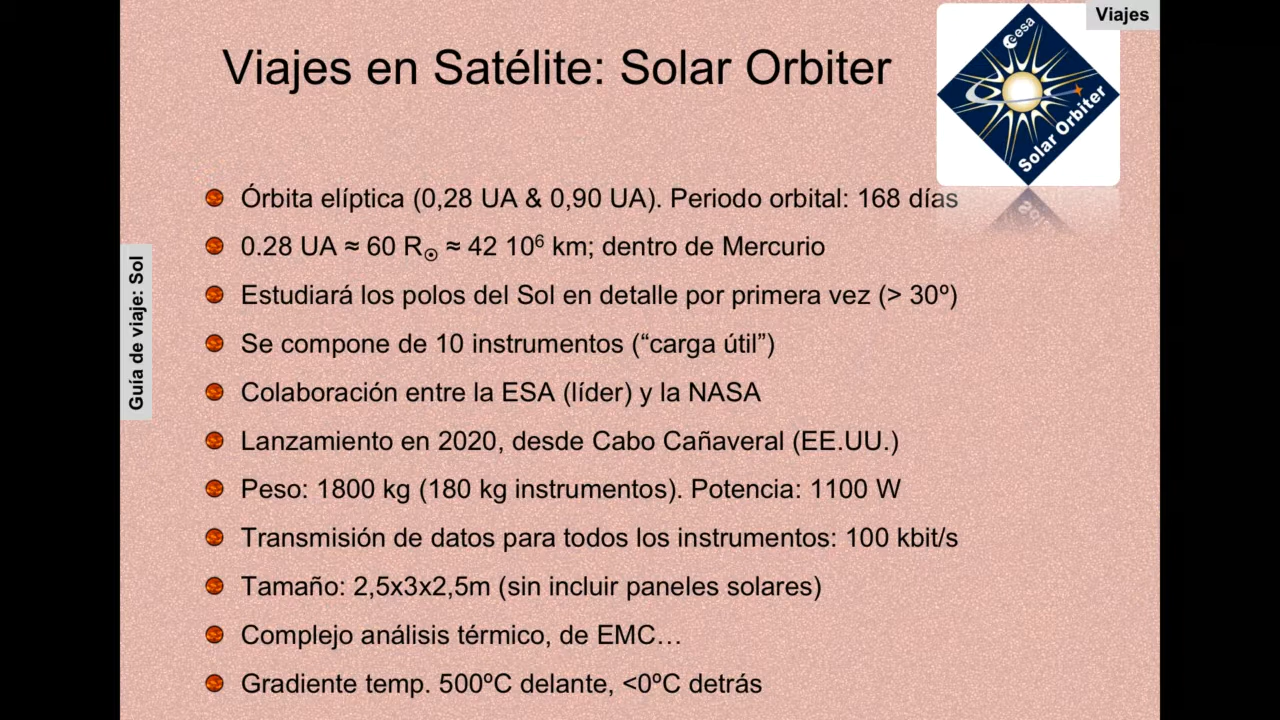 Viajes
Viajes en Satélite: Solar Orbiter
esa
Solar Orbiter
Órbita elíptica (0,28 UA & 0,90 UA). Periodo orbital: 168 días
0.28 UA ≈ 60 R☉ ≈ 42 10⁶ km; dentro de Mercurio
Estudiará los polos del Sol en detalle por primera vez (> 30º)
Se compone de 10 instrumentos (“carga útil”)
Colaboración entre la ESA (líder) y la NASA
Lanzamiento en 2020, desde Cabo Cañaveral (EE.UU.)
Peso: 1800 kg (180 kg instrumentos). Potencia: 1100 W
Transmisión de datos para todos los instrumentos: 100 kbit/s
Tamaño: 2,5x3x2,5m (sin incluir paneles solares)
Complejo análisis térmico, de EMC…
Gradiente temp. 500ºC delante, <0ºC detrás
Guía de viaje: Sol